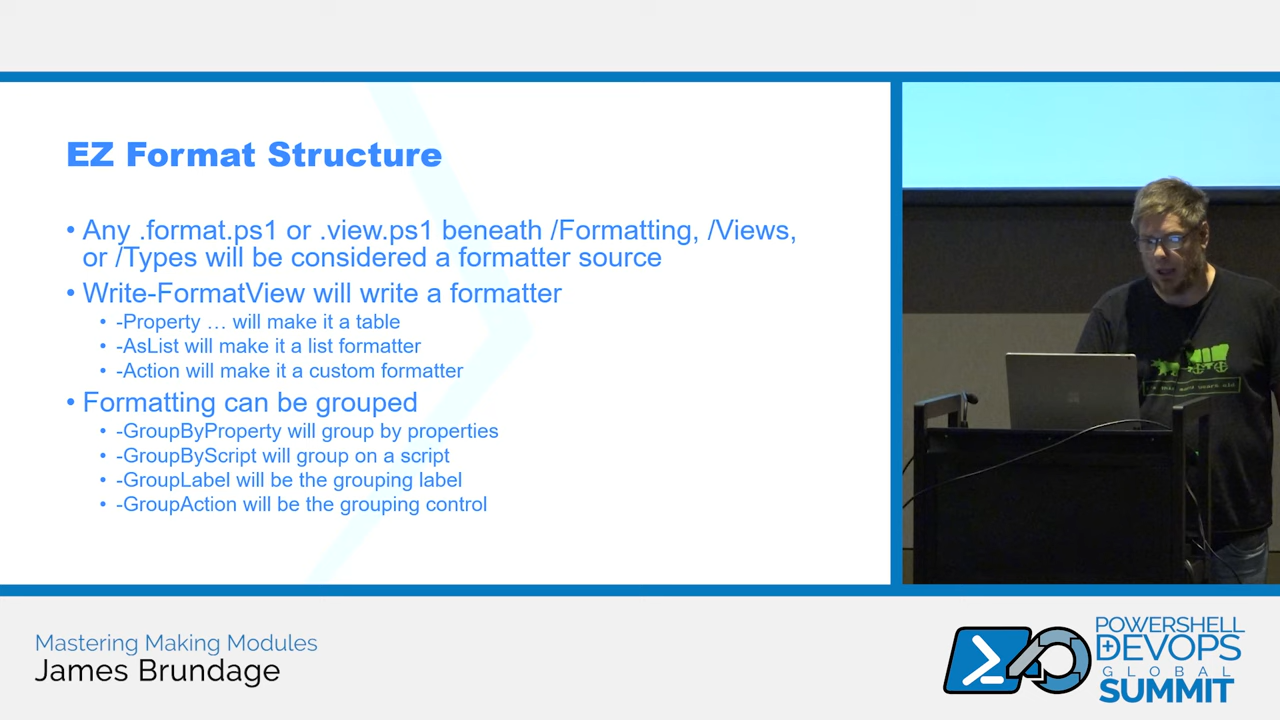 EZ Format Structure
• Any .format.ps1 or .view.ps1 beneath /Formatting, /Views,
or /Types will be considered a formatter source
• Write-FormatView will write a formatter
• -Property … will make it a table
• -AsList will make it a list formatter
• -Action will make it a custom formatter
• Formatting can be grouped
• -GroupByProperty will group by properties
• -GroupByScript will group on a script
• -GroupLabel will be the grouping label
• -GroupAction will be the grouping control
Mastering Making Modules
James Brundage
POWERSHELL
DEVOPS
GLOBAL
SUMMIT